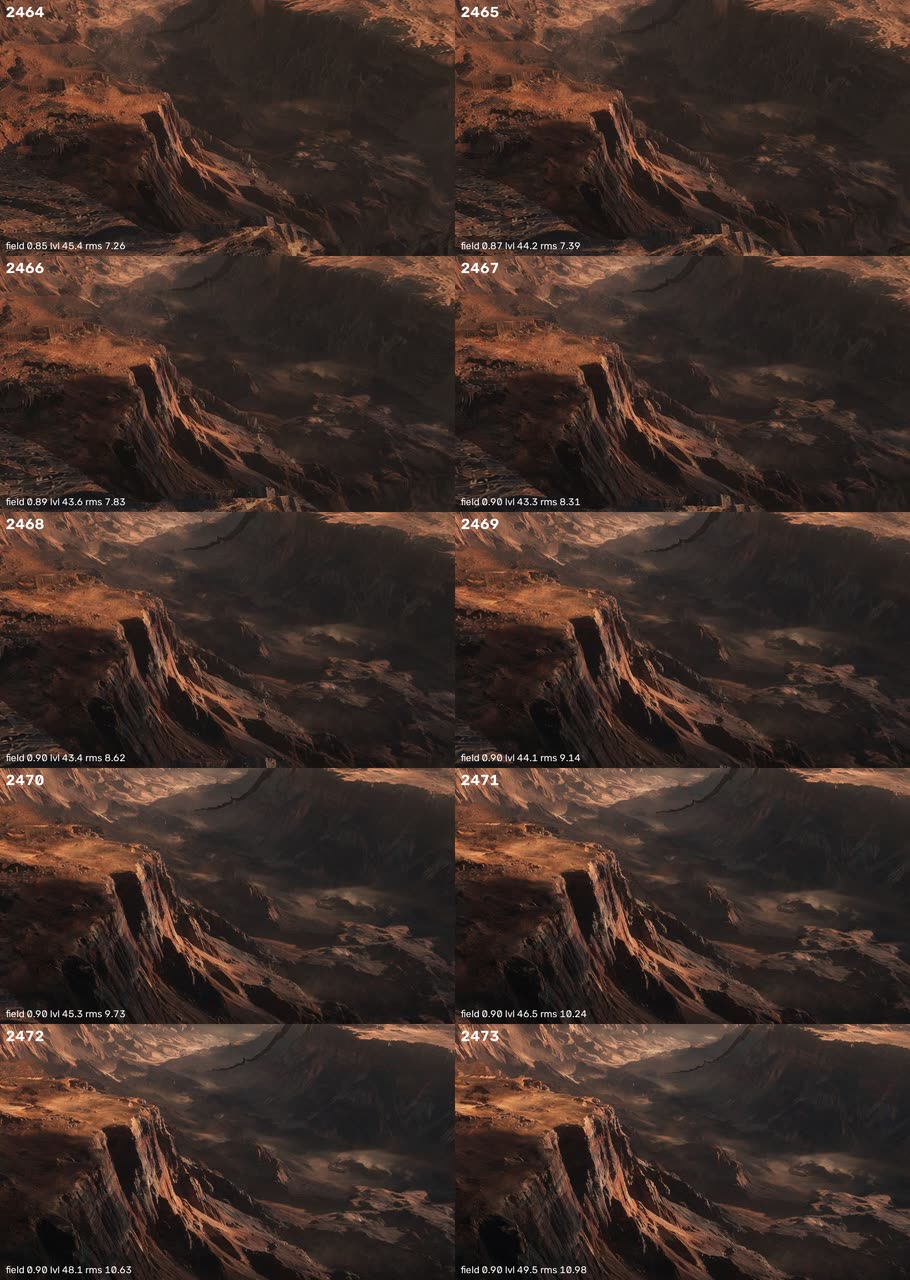 2464
field 0.85 lvl 45.4 rms 7.26
2465
field 0.87 lvl 44.2 rms 7.39
2466
field 0.89 lvl 43.6 rms 7.83
2467
field 0.90 lvl 43.3 rms 8.31
2468
field 0.90 lvl 43.4 rms 8.62
2469
field 0.90 lvl 44.1 rms 9.14
2470
field 0.90 lvl 45.3 rms 9.73
2471
field 0.90 lvl 46.5 rms 10.24
2472
field 0.90 lvl 48.1 rms 10.63
2473
field 0.90 lvl 49.5 rms 10.98